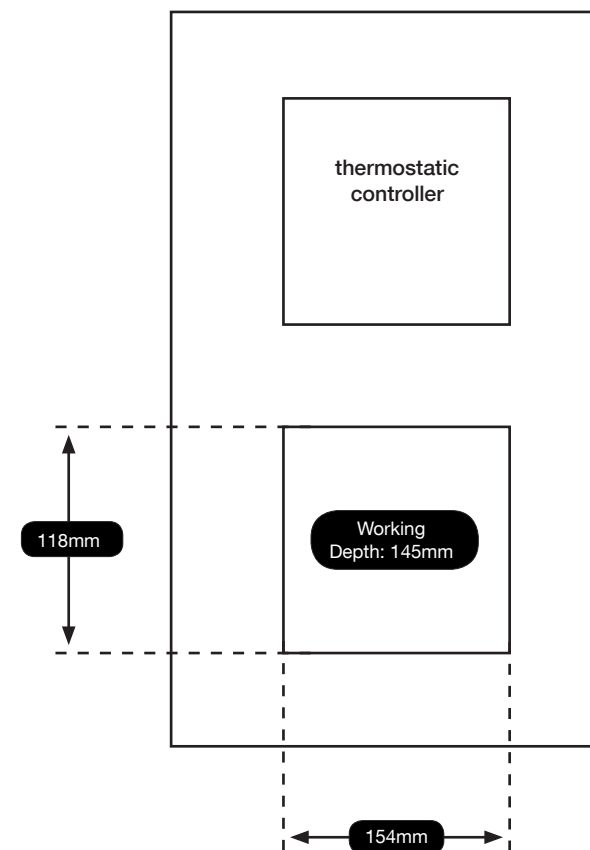 thermostatic
controller
118mm
Working
Depth: 145mm
154mm